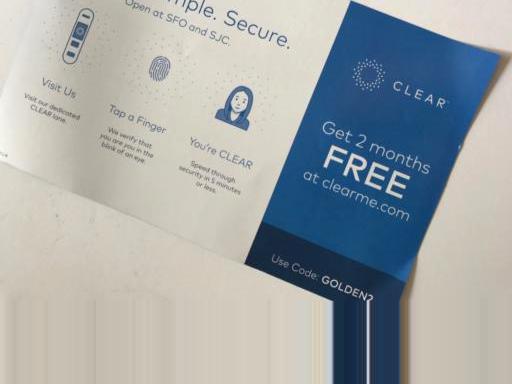 mple. Secure.
Open at SFO and SJC.
Visit Us
Visit our dedicated
CLEAR lane.
Tap a Finger
We verify that
you are you in the
blink of an eye.
You're CLEAR
Speed through
security in 5 minutes
or less.
CLEAR
Get 2 months
FREE
at clearme.com
Use Code: GOLDEN2